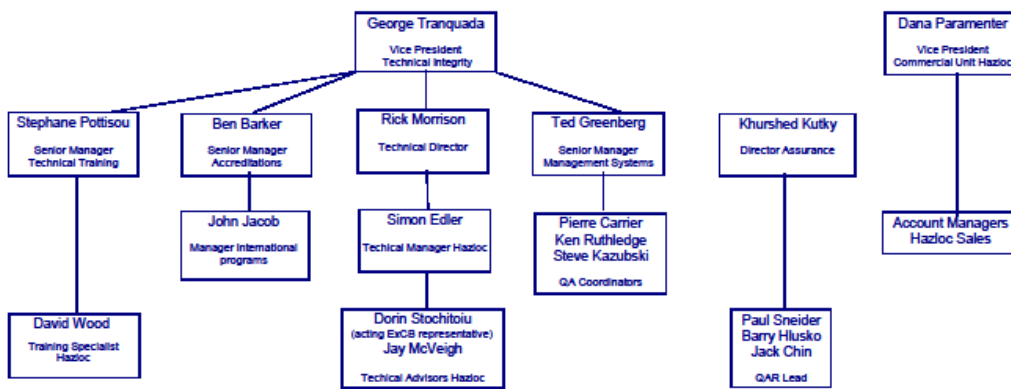 George Tranquada
Vice President
Technical Integrity
Dana Paramenter
Vice President
Commercial Unit Hazloc
Stephane Pottisou
Senior Manager
Technical Training
Ben Barker
Senior Manager
Accreditations
Rick Morrison
Technical Director
Ted Greenberg
Senior Manager
Management Systems
Khurshed Kutky
Director Assurance
John Jacob
Manager International
programs
Simon Edler
Techical Manager Hazloc
Pierre Carrier
Ken Ruthledge
Steve Kazubski
QA Coordinators
Account Managers
Hazloc Sales
David Wood
Training Specialist
Hazloc
Dorin Stochitoiu
(acting ExCB representative)
Jay McVeigh
Techical Advisors Hazloc
Paul Sneider
Barry Hlusko
Jack Chin
QAR Lead